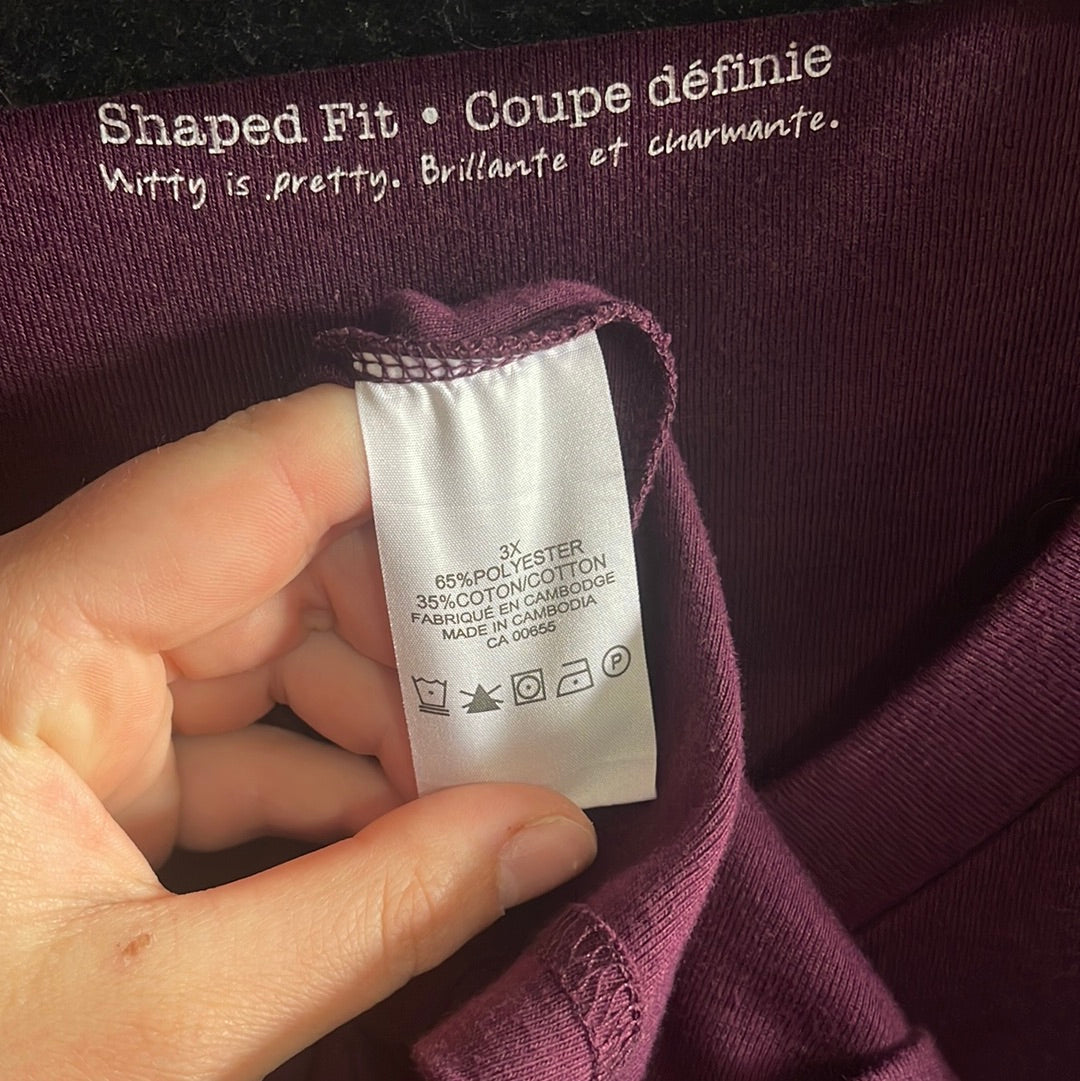 Shaped Fit • Coupe définie
Witty is pretty. Brillante et charmante.
3X
65%POLYESTER
35%COTON/COTTON
FABRIQUÉ EN CAMBODGE
MADE IN CAMBODIA
CA 00655
P